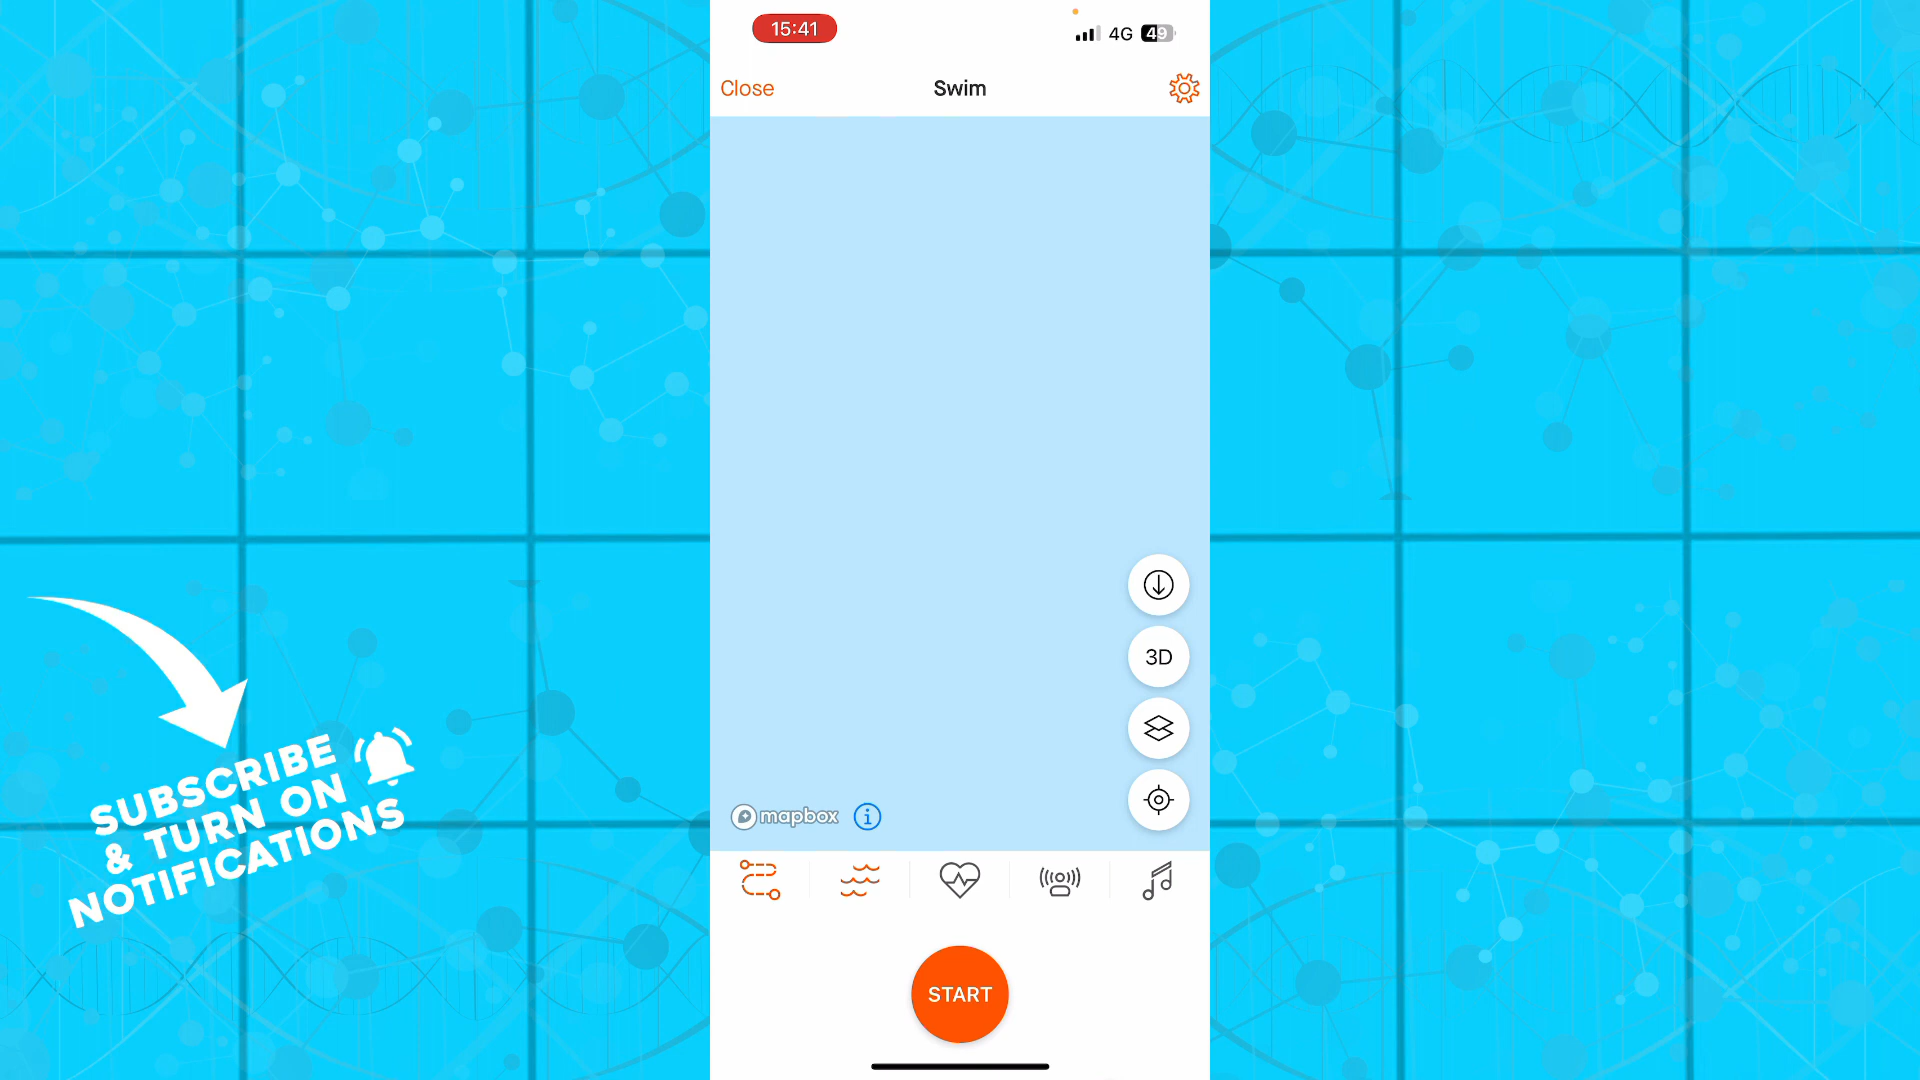 15:41
4G 49
Close
Swim
3D
mapbox
START
SUBSCRIBE
& TURN ON
NOTIFICATIONS